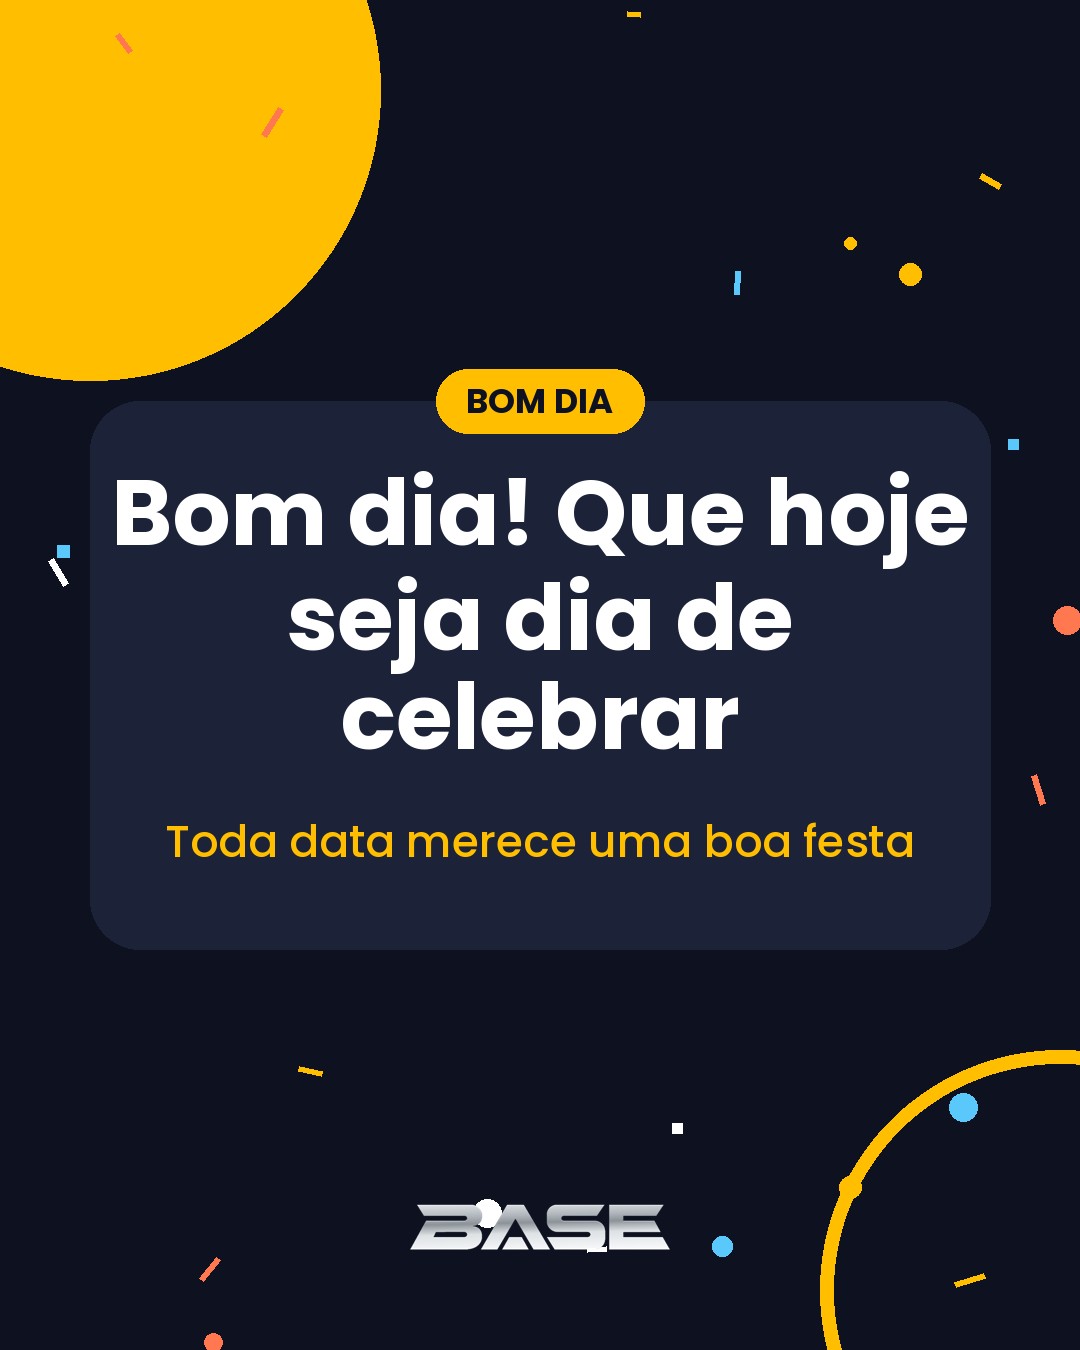 BOM DIA
Bom dia! Que hoje
seja dia de
celebrar
Toda data merece uma boa festa
BASE